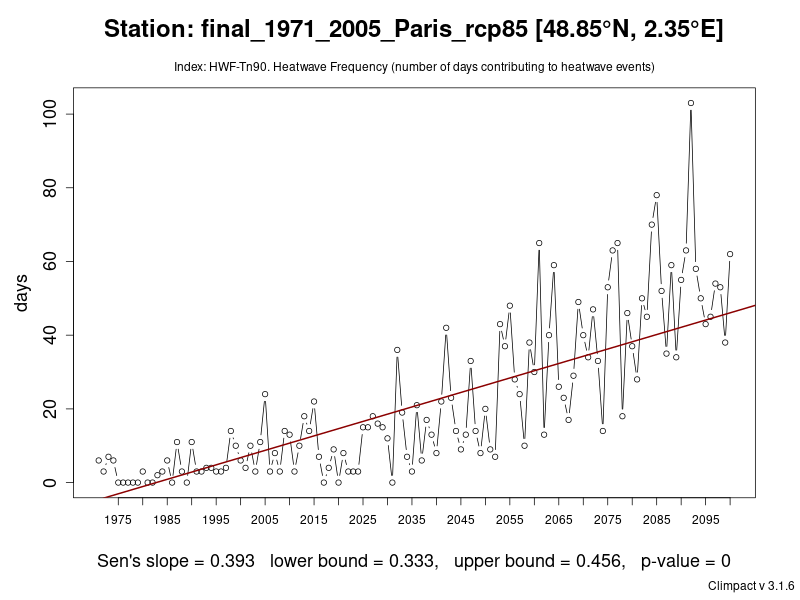 Station: final_1971_2005_Paris_rcp85 [48.85°N, 2.35°E]
Index: HWF-Tn90. Heatwave Frequency (number of days contributing to heatwave events)
100
80
60
40
20
0
days
1975 1985 1995 2005 2015 2025 2035 2045 2055 2065 2075 2085 2095
Sen's slope = 0.393 lower bound = 0.333, upper bound = 0.456, p-value = 0
Climpact v 3.1.6